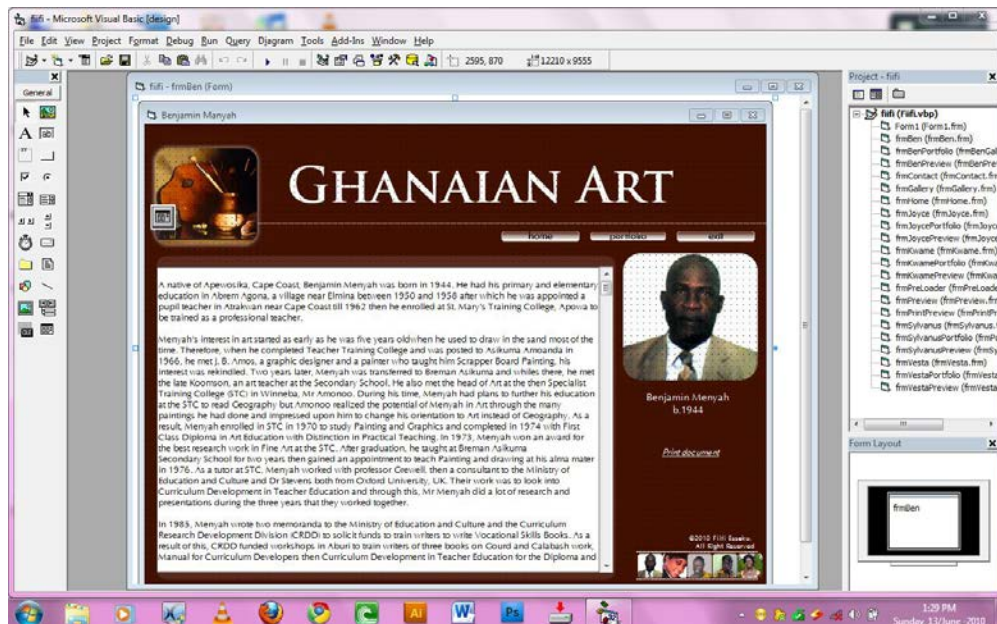 fiifi - Microsoft Visual Basic [design]
File Edit View Project Format Debug Run Query Diagram Tools Add-Ins Window Help
2595, 870
12210 x 9555
General
fiifi - frmBen (Form)
Benjamin Manyah
GHANAIAN ART
home portfolio exit
A native of Apewosika, Cape Coast, Benjamin Menyah was born in 1944. He had his primary and elementary
education in Abrem Agona, a village near Elmina between 1950 and 1958 after which he was appointed a
pupil teacher in Atrakwan near Cape Coast till 1962 then he enrolled at St. Mary's Training College, Apowa to
be trained as a professional teacher.
Menyah's interest in art started as early as he was five years oldwhen he used to draw in the sand most of the
time. Therefore, when he completed Teacher Training College and was posted to Asikuma Amoanda in
1966, he met J. B. Amos, a graphic designer and a painter who taught him Scrapper Board Painting, his
interest was rekindled. Two years later, Menyah was transferred to Breman Asikuma and whiles there, he met
the late Koomson, an art teacher at the Secondary School. He also met the head of Art at the then Specialist
Training College (STC) in Winneba, Mr Amonoo. During his time, Menyah had plans to further his education
at the STC to read Geography but Amonoo realized the potential of Menyah in Art through the many
paintings he had done and impressed upon him to change his orientation to Art instead of Geography. As a
result, Menyah enrolled in STC in 1970 to study Painting and Graphics and completed in 1974 with First
Class Diploma in Art Education with Distinction in Practical Teaching. In 1973, Menyah won an award for
the best research work in Fine Art at the STC. After graduation, he taught at Breman Asikuma
Secondary School for two years then gained an appointment to teach Painting and drawing at his alma mater
in 1976. As a tutor at STC, Menyah worked with professor Crewell, then a consultant to the Ministry of
Education and Culture and Dr Stevens both from Oxford University, UK. Their work was to look into
Curriculum Development in Teacher Education and through this, Mr Menyah did a lot of research and
presentations during the three years that they worked together.
In 1985, Menyah wrote two memoranda to the Ministry of Education and Culture and the Curriculum
Research Development Division (CRDD) to solicit funds to train writers to write Vocational Skills Books. As a
result of this, CRDD funded workshops in Aburi to train writers of three books on Gourd and Calabash work,
Manual for Curriculum Developers then Curriculum Development in Teacher Education for the Diploma and
Benjamin Menyah
b.1944
Print document
©2010 Fiifi
All Right Reserved
Project - fiifi
fiifi (Fiifi.vbp)
Form1 (Form1.frm)
frmBen (frmBen.frm)
frmBenPortfolio (frmBenGal
frmBenPreview (frmBenPre
frmContact (frmContact.fr
frmGallery (frmGallery.frm)
frmHome (frmHome.frm)
frmJoyce (frmJoyce.frm)
frmJoycePortfolio (frmJoyc
frmJoycePreview (frmJoyce
frmKwame (frmKwame.frm)
frmKwamePortfolio (frmKwa
frmKwamePreview (frmKwa
frmPreLoader (frmPreLoade
frmPreview (frmPreview.fr
frmPrintPreview (frmPrintPr
frmSylvanus (frmSylvanus.f
frmSylvanusPortfolio (frmPo
frmSylvanusPreview (frmSy
frmVesta (frmVesta.frm)
frmVestaPortfolio (frmVesta
frmVestaPreview (frmVesta
Form Layout
frmBen
1:29 PM
Sunday 13/June -2010